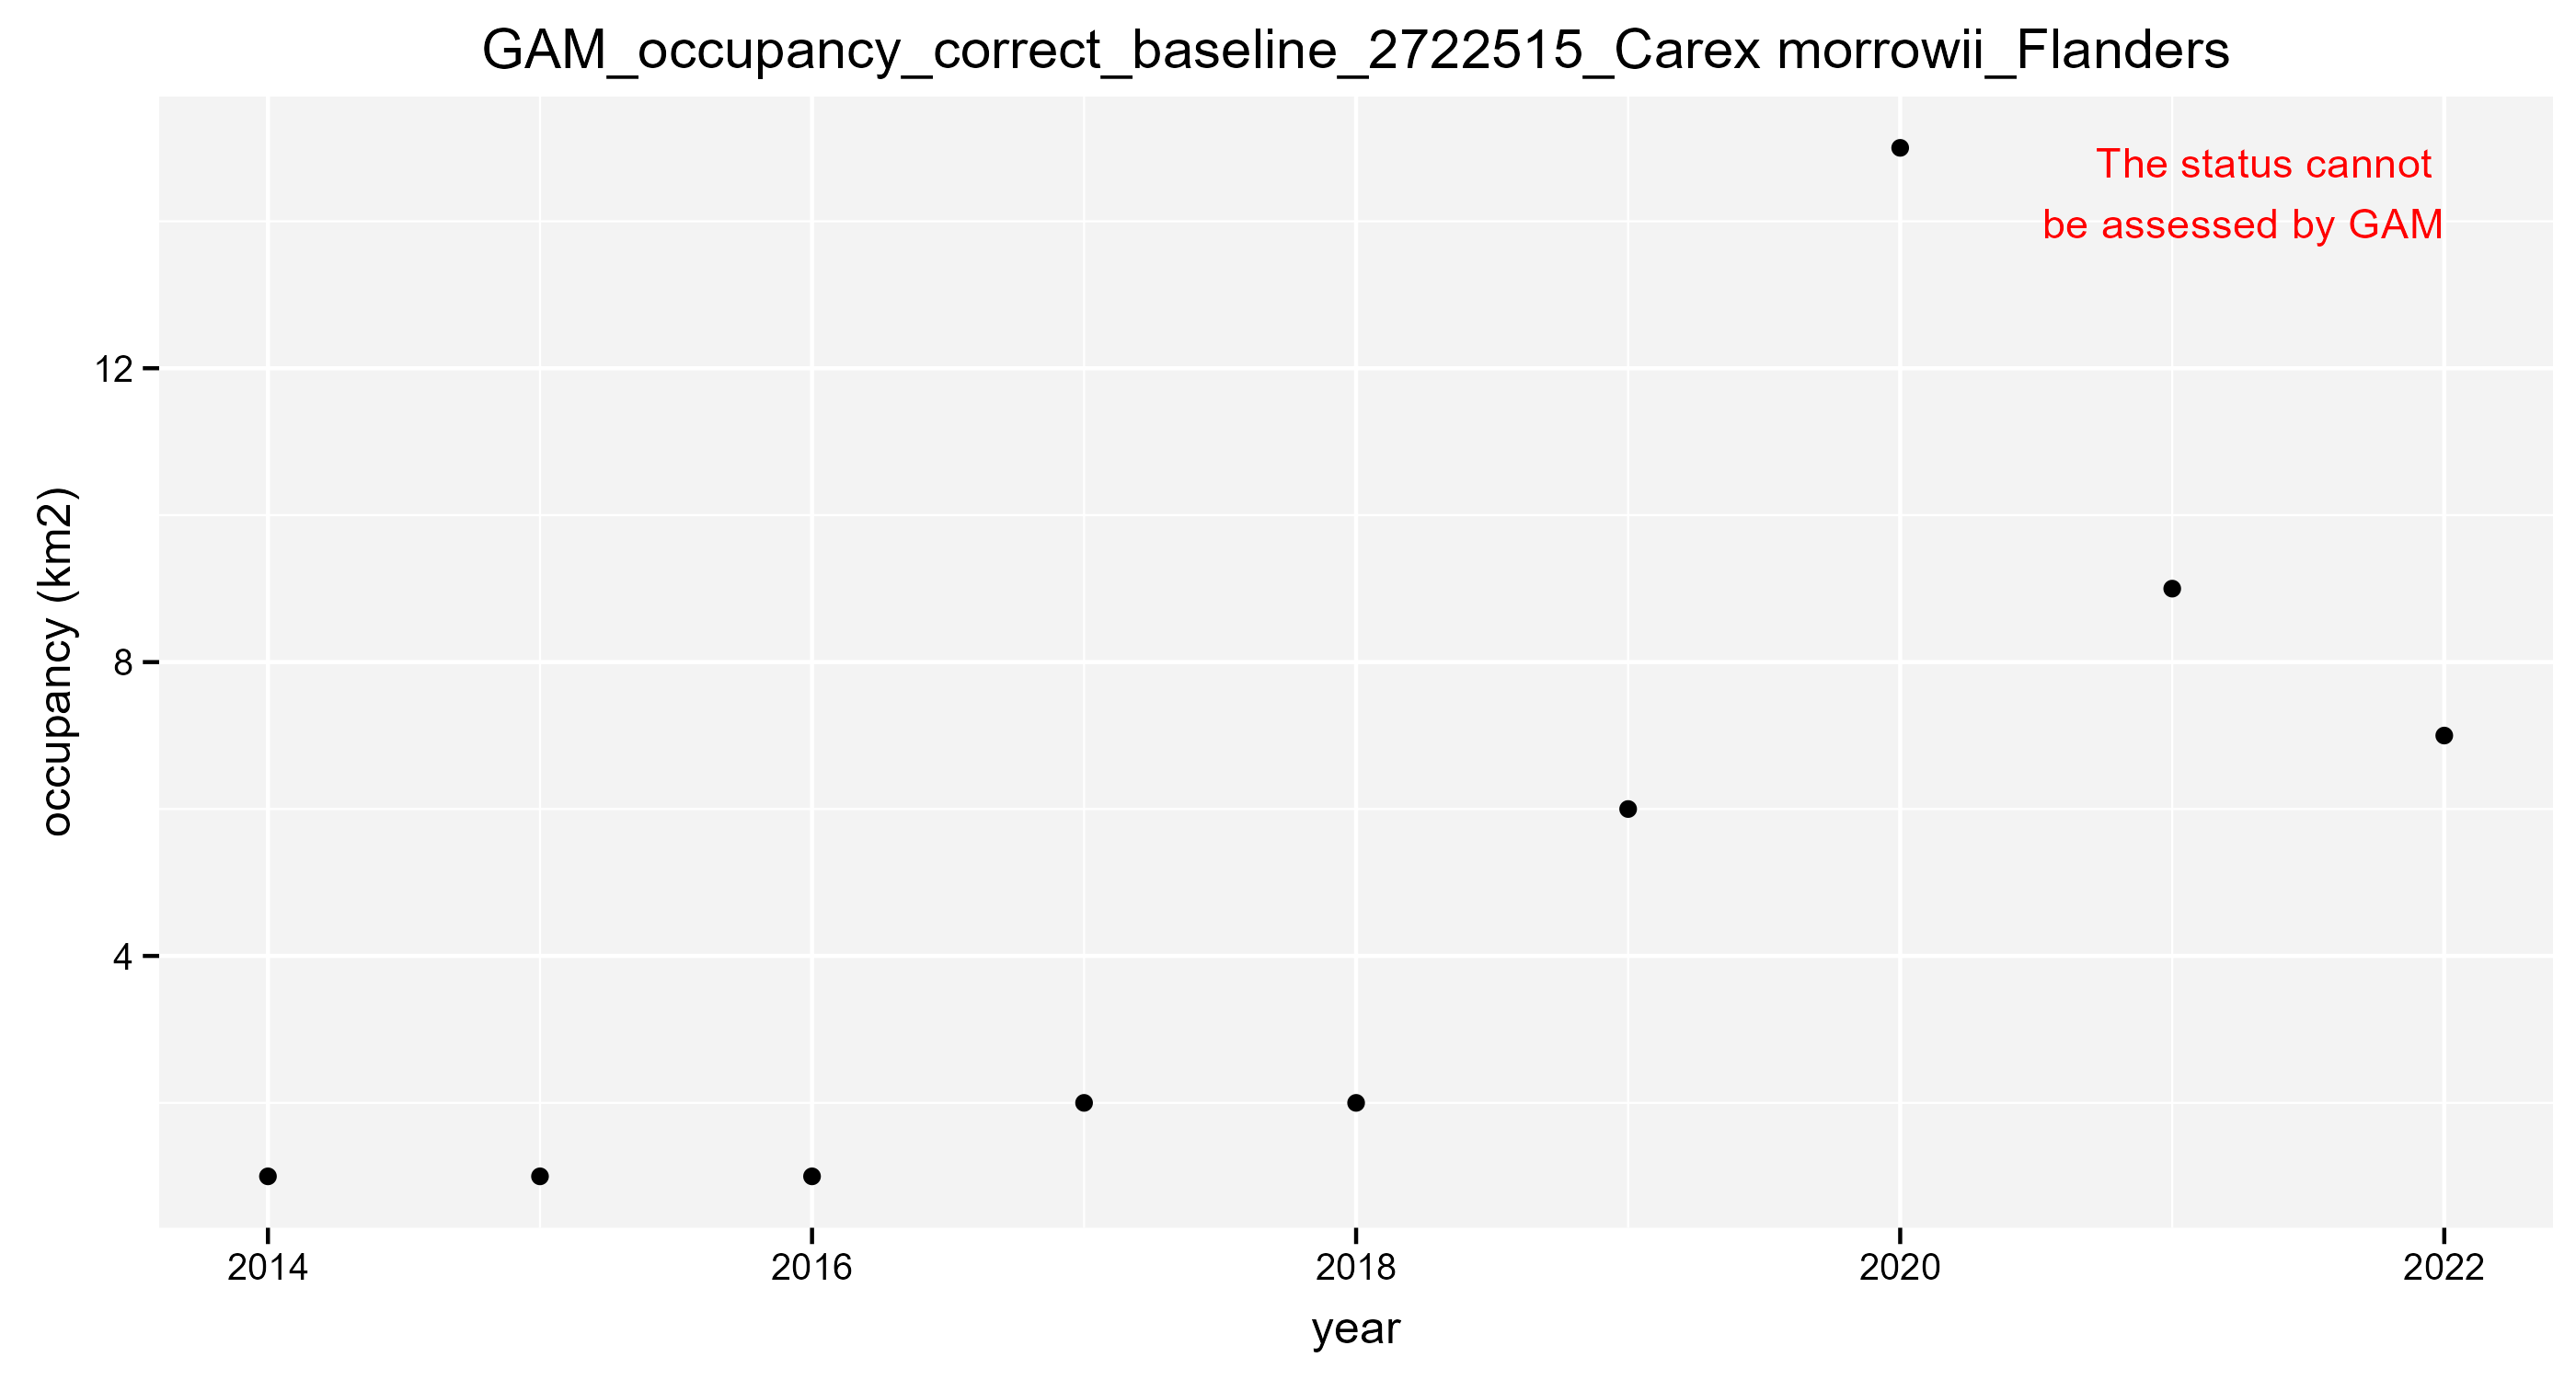 GAM_occupancy_correct_baseline_2722515_Carex morrowii_Flanders
The status cannot
be assessed by GAM
occupancy (km2)
12
8
4
2014
2016
2018
2020
2022
year